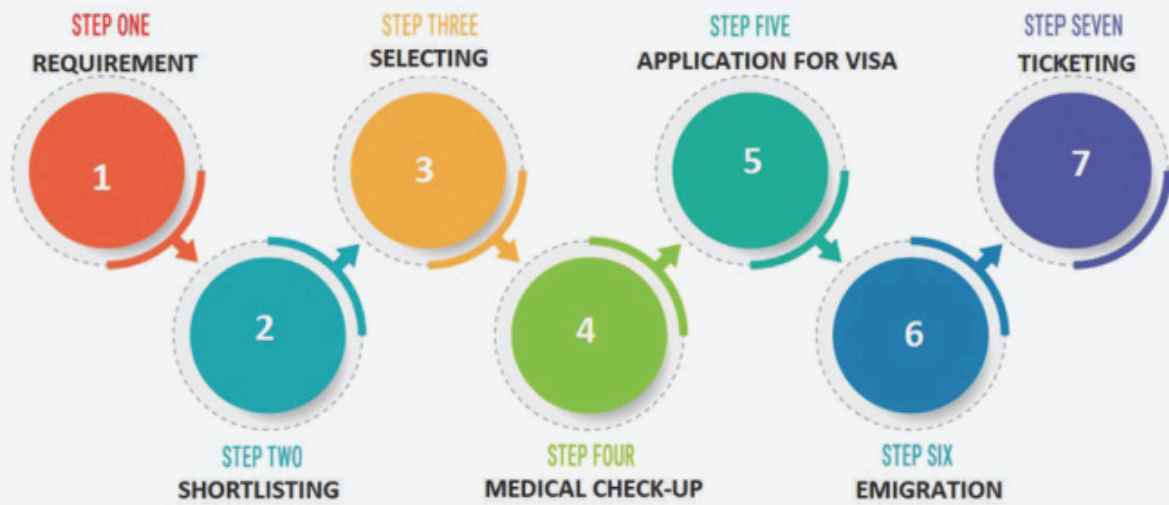 STEP ONE
REQUIREMENT
1
STEP TWO
SHORTLISTING
2
STEP THREE
SELECTING
3
STEP FOUR
MEDICAL CHECK-UP
4
STEP FIVE
APPLICATION FOR VISA
5
STEP SIX
EMIGRATION
6
STEP SEVEN
TICKETING
7